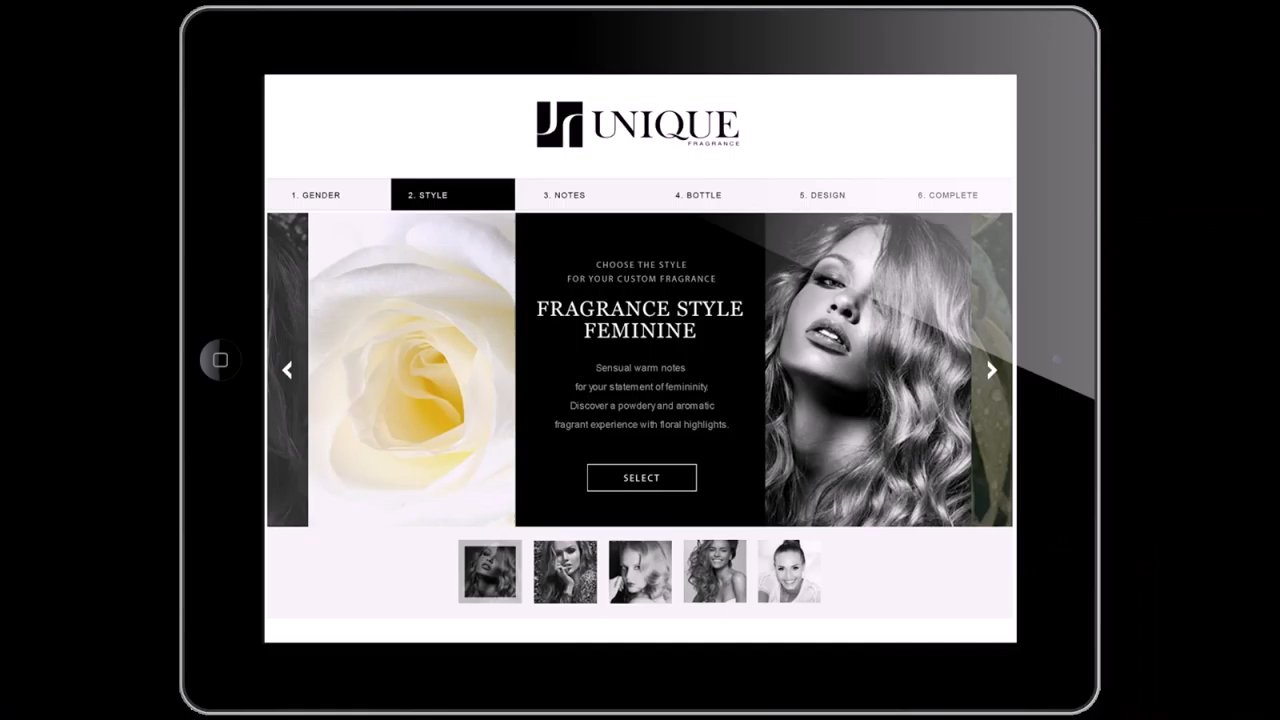 UNIQUE
FRAGRANCE
1. GENDER
2. STYLE
3. NOTES
4. BOTTLE
5. DESIGN
6. COMPLETE
CHOOSE THE STYLE
FOR YOUR CUSTOM FRAGRANCE
FRAGRANCE STYLE
FEMININE
Sensual warm notes
for your statement of femininity.
Discover a powdery and aromatic
fragrant experience with floral highlights.
SELECT